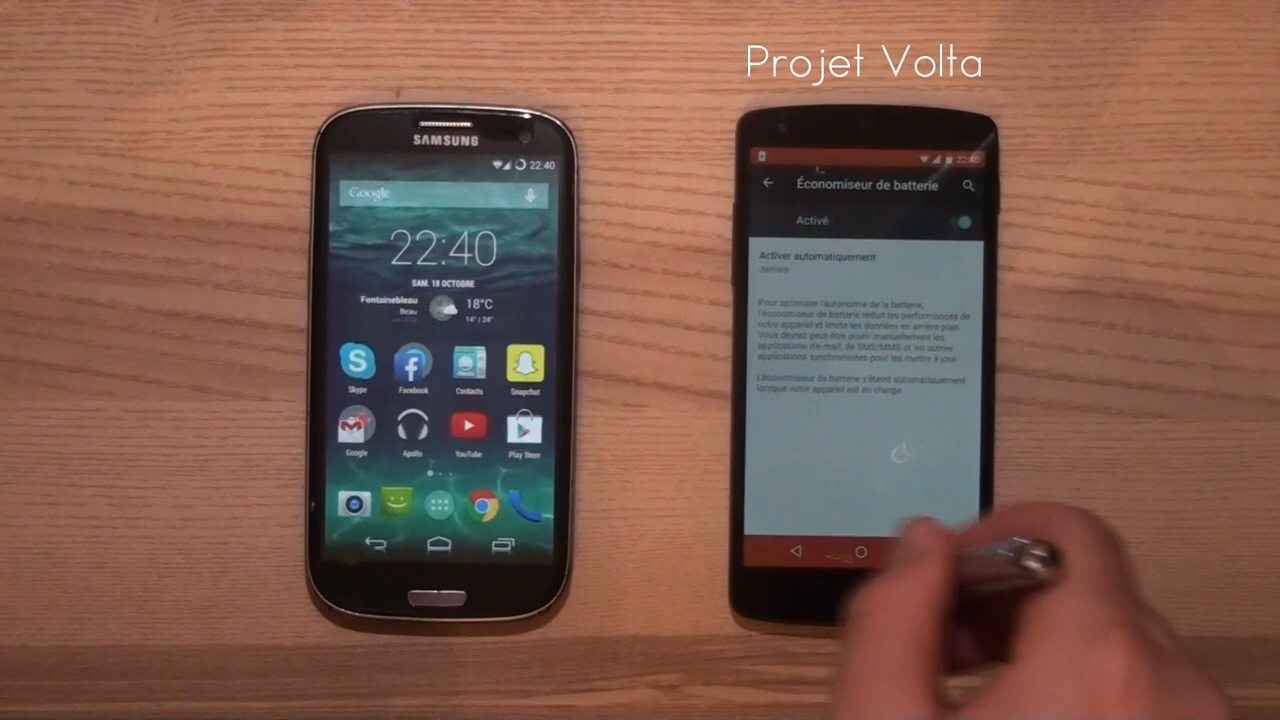 Projet Volta
SAMSUNG
22:40
Google
22:40
SAM. 18 OCTOBRE
Fontainebleau
Beau
18°C
14° | 24°
Skype
Facebook
Contacts
Snapchat
Google
Apollo
YouTube
Play Store
22:40
Économiseur de batterie
Activé
Activer automatiquement
Jamais
Pour optimiser l'autonomie de la batterie,
l'économiseur de batterie réduit les performances de
votre appareil et limite les données en arrière-plan.
Vous devrez peut-être ouvrir manuellement les
applications d'e-mail, de SMS/MMS et les autres
applications synchronisées pour les mettre à jour.
L'économiseur de batterie s'éteint automatiquement
lorsque votre appareil est en charge.